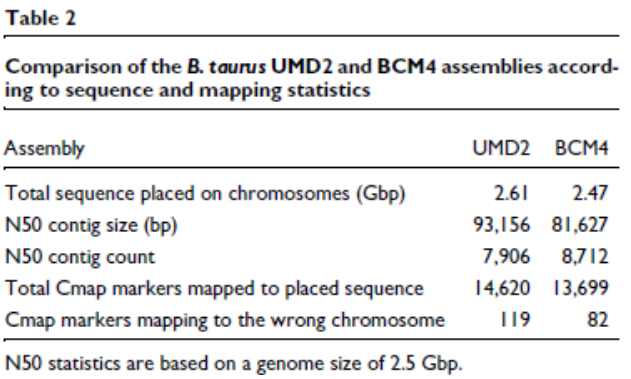 Table 2
Comparison of the B. taurus UMD2 and BCM4 assemblies accord-
ing to sequence and mapping statistics
Assembly UMD2 BCM4
Total sequence placed on chromosomes (Gbp) 2.61 2.47
N50 contig size (bp) 93,156 81,627
N50 contig count 7,906 8,712
Total Cmap markers mapped to placed sequence 14,620 13,699
Cmap markers mapping to the wrong chromosome 119 82
N50 statistics are based on a genome size of 2.5 Gbp.